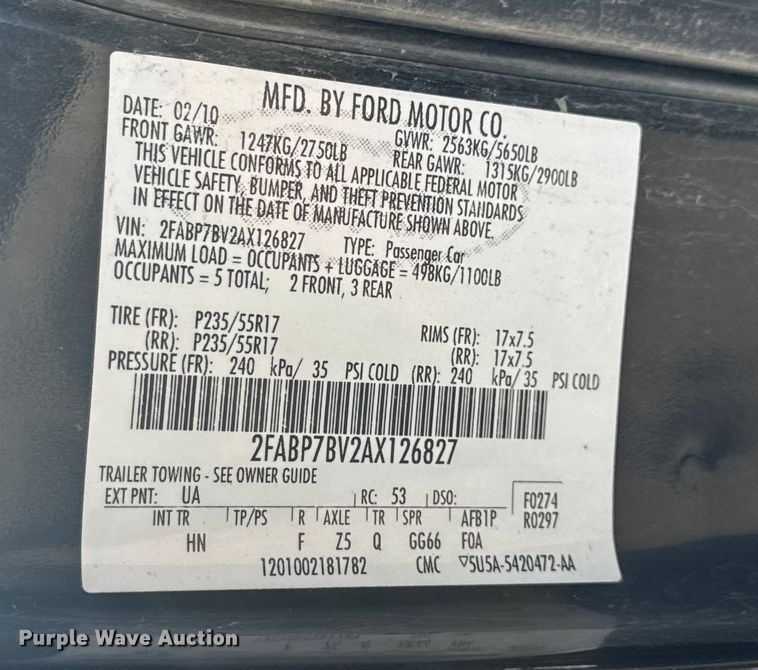 MFD. BY FORD MOTOR CO.
DATE: 02/10 GVWR: 2563KG/5650LB
FRONT GAWR: 1247KG/2750LB REAR GAWR: 1315KG/2900LB
THIS VEHICLE CONFORMS TO ALL APPLICABLE FEDERAL MOTOR
VEHICLE SAFETY, BUMPER, AND THEFT PREVENTION STANDARDS
IN EFFECT ON THE DATE OF MANUFACTURE SHOWN ABOVE.
VIN: 2FABP7BV2AX126827 TYPE: Passenger Car
MAXIMUM LOAD = OCCUPANTS + LUGGAGE = 498KG/1100LB
OCCUPANTS = 5 TOTAL; 2 FRONT, 3 REAR
TIRE (FR): P235/55R17 RIMS (FR): 17x7.5
(RR): P235/55R17 (RR): 17x7.5
PRESSURE (FR): 240 kPa/ 35 PSI COLD (RR): 240 kPa/ 35 PSI COLD
2FABP7BV2AX126827
TRAILER TOWING - SEE OWNER GUIDE
EXT PNT: UA RC: 53 DSO: F0274
INT TR TP/PS R AXLE TR SPR AFB1P R0297
HN F Z5 Q GG66 F0A
1201002181782 CMC ▽5U5A-5420472-AA
Purple Wave Auction